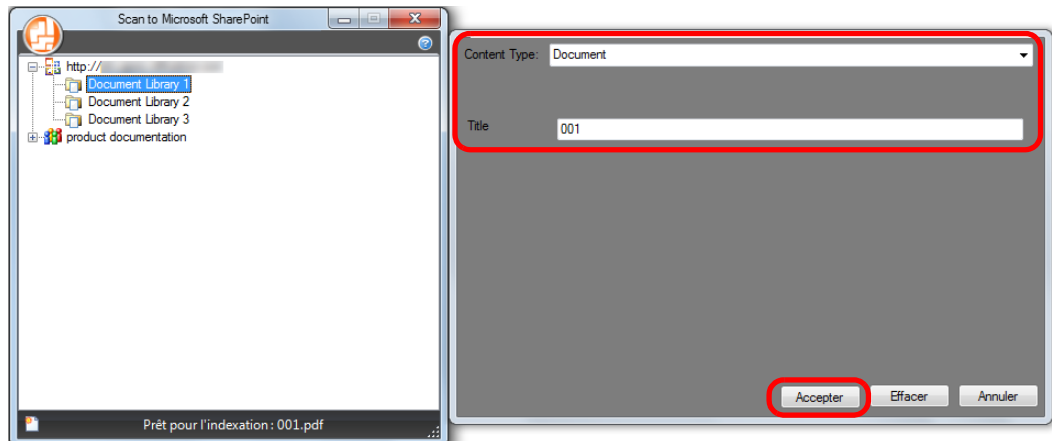 Scan to Microsoft SharePoint
http://
Document Library 1
Document Library 2
Document Library 3
product documentation
Prêt pour l'indexation : 001.pdf
Content Type: Document
Title 001
Accepter Effacer Annuler